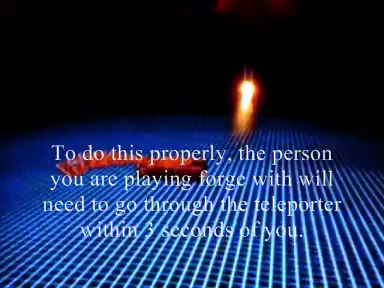 To do this properly, the person
you are playing forge with will
need to go through the teleporter
within 3 seconds of you.